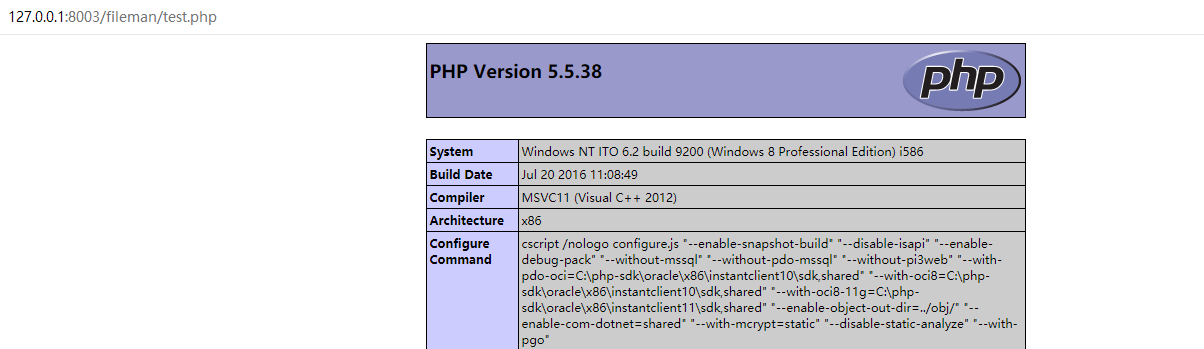 127.0.0.1:8003/fileman/test.php
PHP Version 5.5.38
php
System
Windows NT ITO 6.2 build 9200 (Windows 8 Professional Edition) i586
Build Date
Jul 20 2016 11:08:49
Compiler
MSVC11 (Visual C++ 2012)
Architecture
x86
Configure
Command
cscript /nologo configure.js "--enable-snapshot-build" "--disable-isapi" "--enable-
debug-pack" "--without-mssql" "--without-pdo-mssql" "--without-pi3web" "--with-
pdo-oci=C:\php-sdk\oracle\x86\instantclient10\sdk,shared" "--with-oci8=C:\php-
sdk\oracle\x86\instantclient10\sdk,shared" "--with-oci8-11g=C:\php-
sdk\oracle\x86\instantclient11\sdk,shared" "--enable-object-out-dir=../obj/" "--
enable-com-dotnet=shared" "--with-mcrypt=static" "--disable-static-analyze" "--with-
pgo"